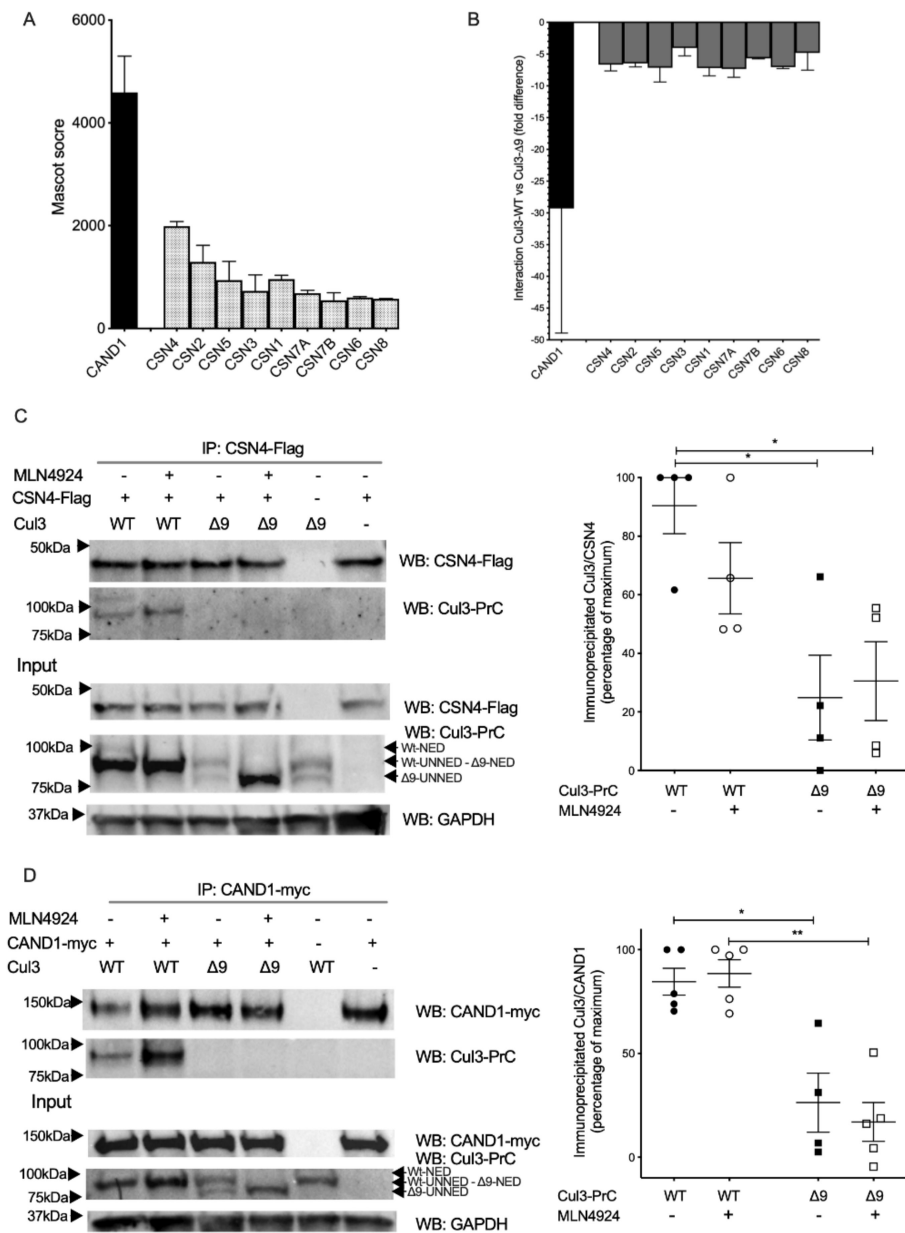 A
Mascot socre
6000
4000
2000
0
CAND1 CSN4 CSN2 CSN5 CSN3 CSN1 CSN7A CSN7B CSN6 CSN8
B
Interaction Cul3-WT vs Cul3-Δ9 (fold difference)
0
-5
-10
-15
-20
-25
-30
-35
-40
-45
-50
CAND1 CSN4 CSN2 CSN5 CSN3 CSN1 CSN7A CSN7B CSN6 CSN8
C
IP: CSN4-Flag
MLN4924 - + - + - -
CSN4-Flag + + + + - +
Cul3 WT WT Δ9 Δ9 Δ9 -
50kDa
WB: CSN4-Flag
100kDa
WB: Cul3-PrC
75kDa
Input
50kDa
WB: CSN4-Flag
WB: Cul3-PrC
100kDa
Wt-NED
Wt-UNNED - Δ9-NED
Δ9-UNNED
75kDa
37kDa
WB: GAPDH
Immunoprecipitated Cul3/CSN4
(percentage of maximum)
* *
100
80
60
40
20
0
Cul3-PrC WT WT Δ9 Δ9
MLN4924 - + - +
D
IP: CAND1-myc
MLN4924 - + - + - -
CAND1-myc + + + + - +
Cul3 WT WT Δ9 Δ9 WT -
150kDa
WB: CAND1-myc
100kDa
WB: Cul3-PrC
75kDa
Input
150kDa
WB: CAND1-myc
WB: Cul3-PrC
100kDa
Wt-NED
Wt-UNNED - Δ9-NED
Δ9-UNNED
75kDa
37kDa
WB: GAPDH
Immunoprecipitated Cul3/CAND1
(percentage of maximum)
* **
100
50
0
Cul3-PrC WT WT Δ9 Δ9
MLN4924 - + - +